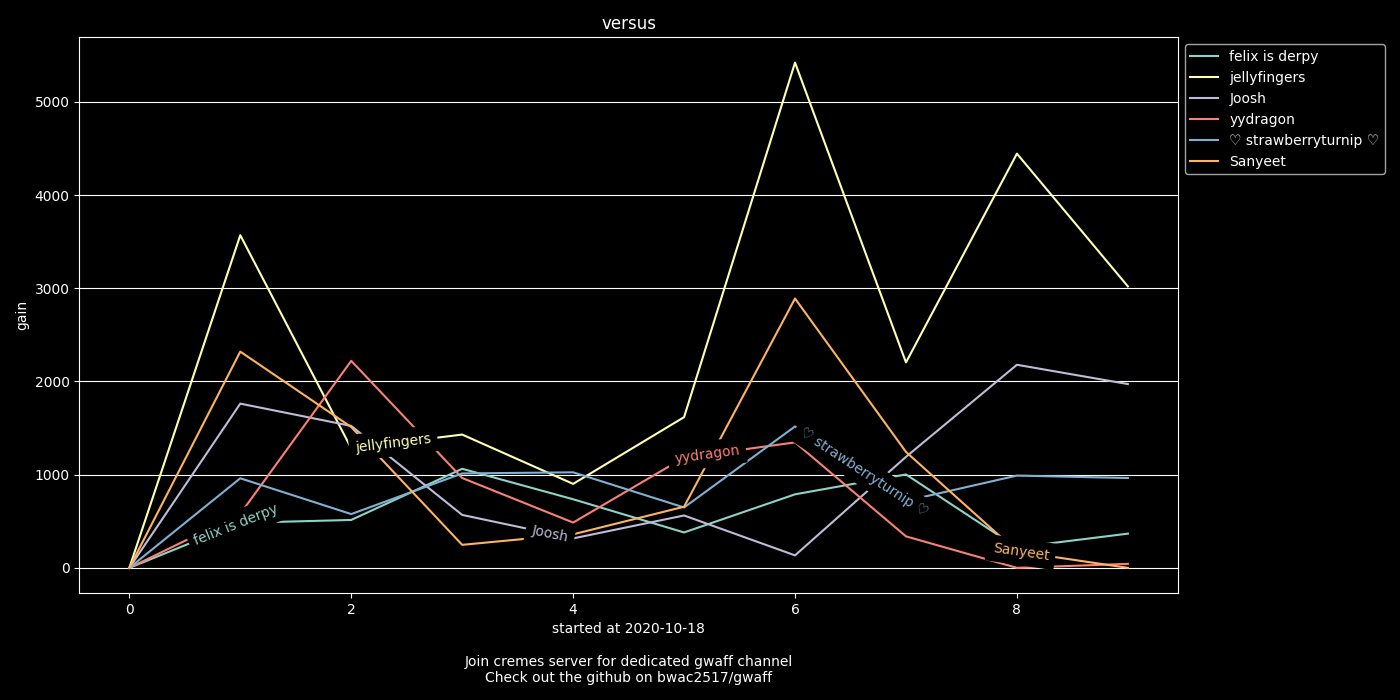 versus
felix is derpy
jellyfingers
Joosh
yydragon
♡ strawberryturnip ♡
Sanyeet
5000
4000
3000
2000
1000
0
gain
jellyfingers
felix is derpy
Joosh
yydragon
♡ strawberryturnip ♡
Sanyeet
0 2 4 6 8
started at 2020-10-18
Join cremes server for dedicated gwaff channel
Check out the github on bwac2517/gwaff